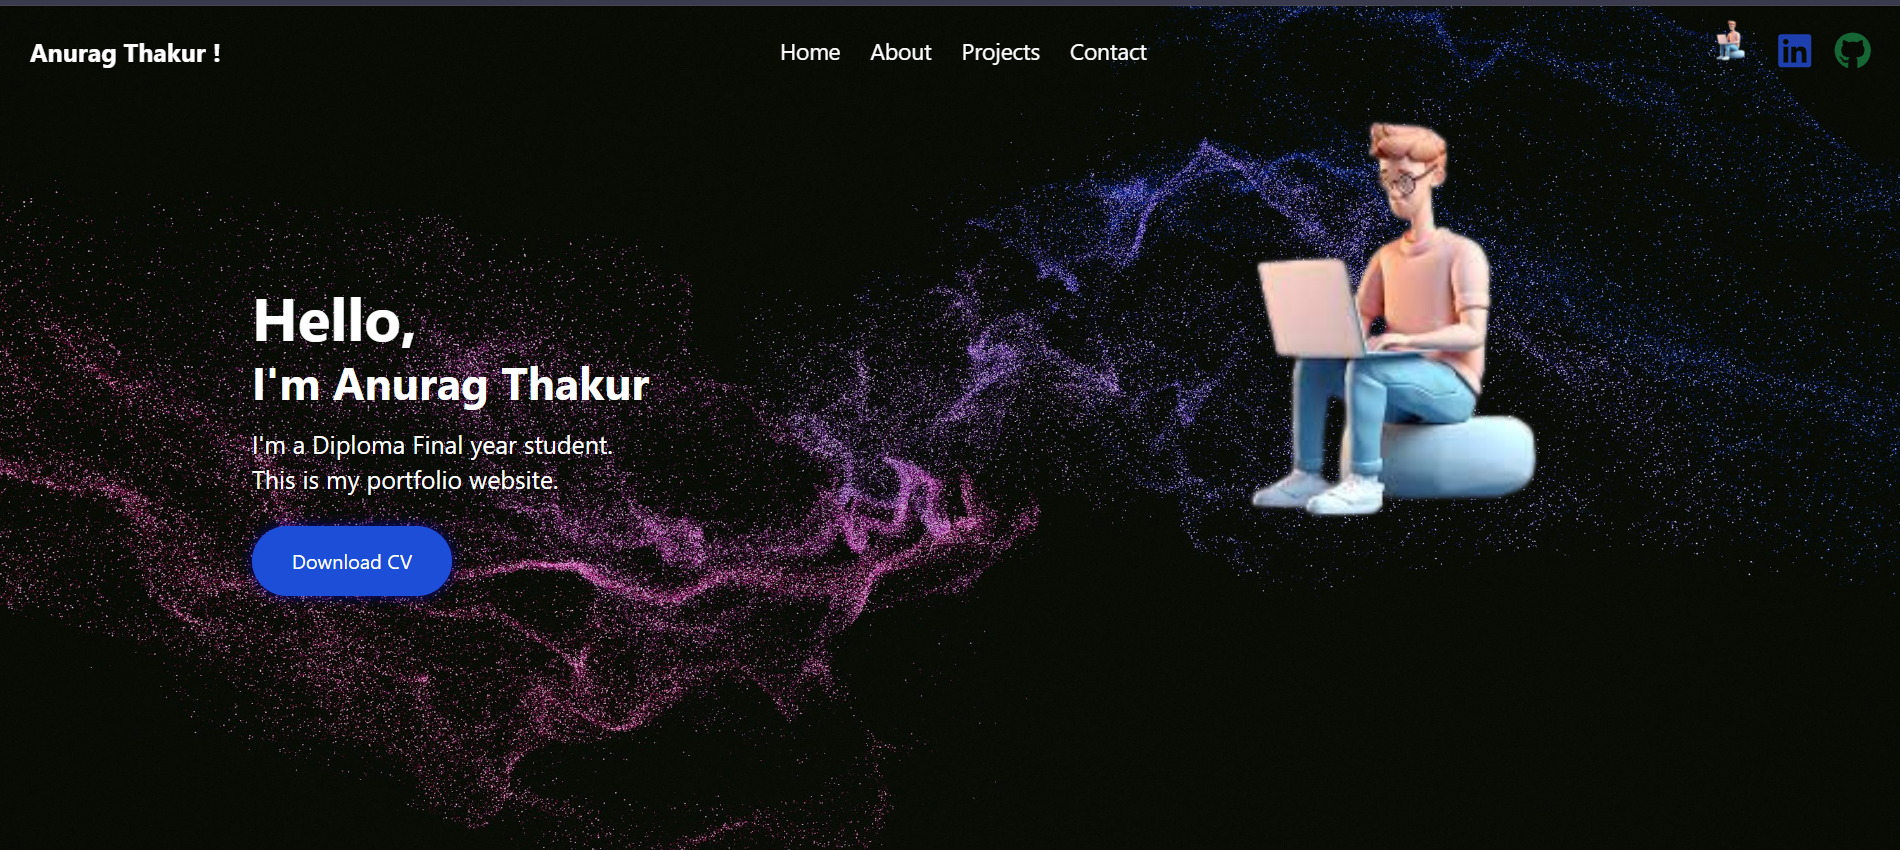 Anurag Thakur !
Home About Projects Contact
in
Hello,
I'm Anurag Thakur
I'm a Diploma Final year student.
This is my portfolio website.
Download CV